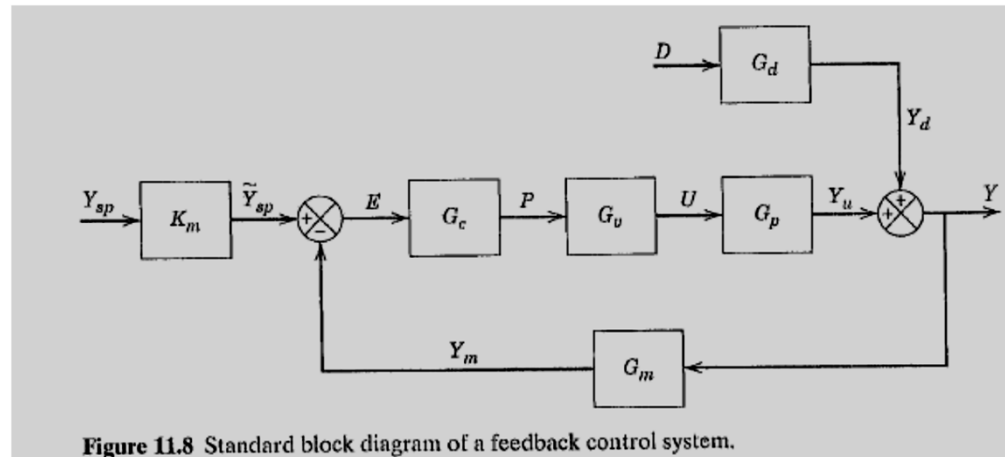 D
G_d
Y_d
Y_sp
K_m
Ỹ_sp
+
−
E
G_c
P
G_v
U
G_p
Y_u
+
+
Y
Y_m
G_m
Figure 11.8 Standard block diagram of a feedback control system.